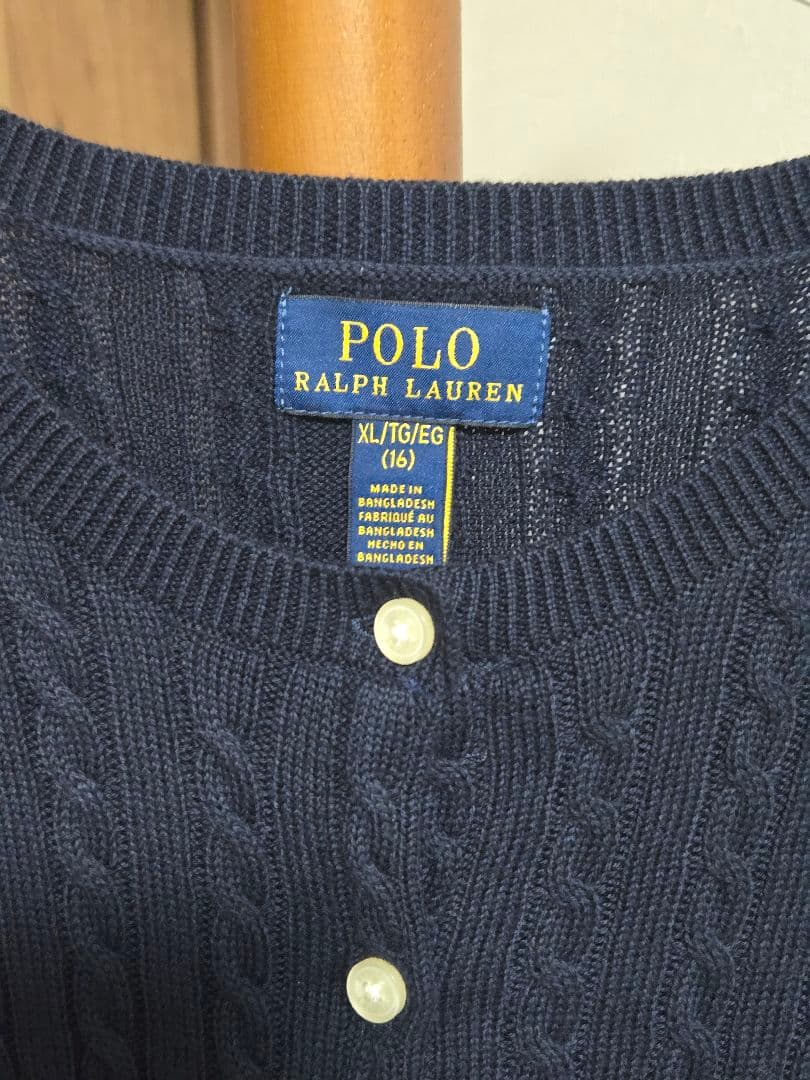 POLO
RALPH LAUREN
XL/TG/EG
(16)
MADE IN
BANGLADESH
FABRIQUÉ AU
BANGLADESH
HECHO EN
BANGLADESH